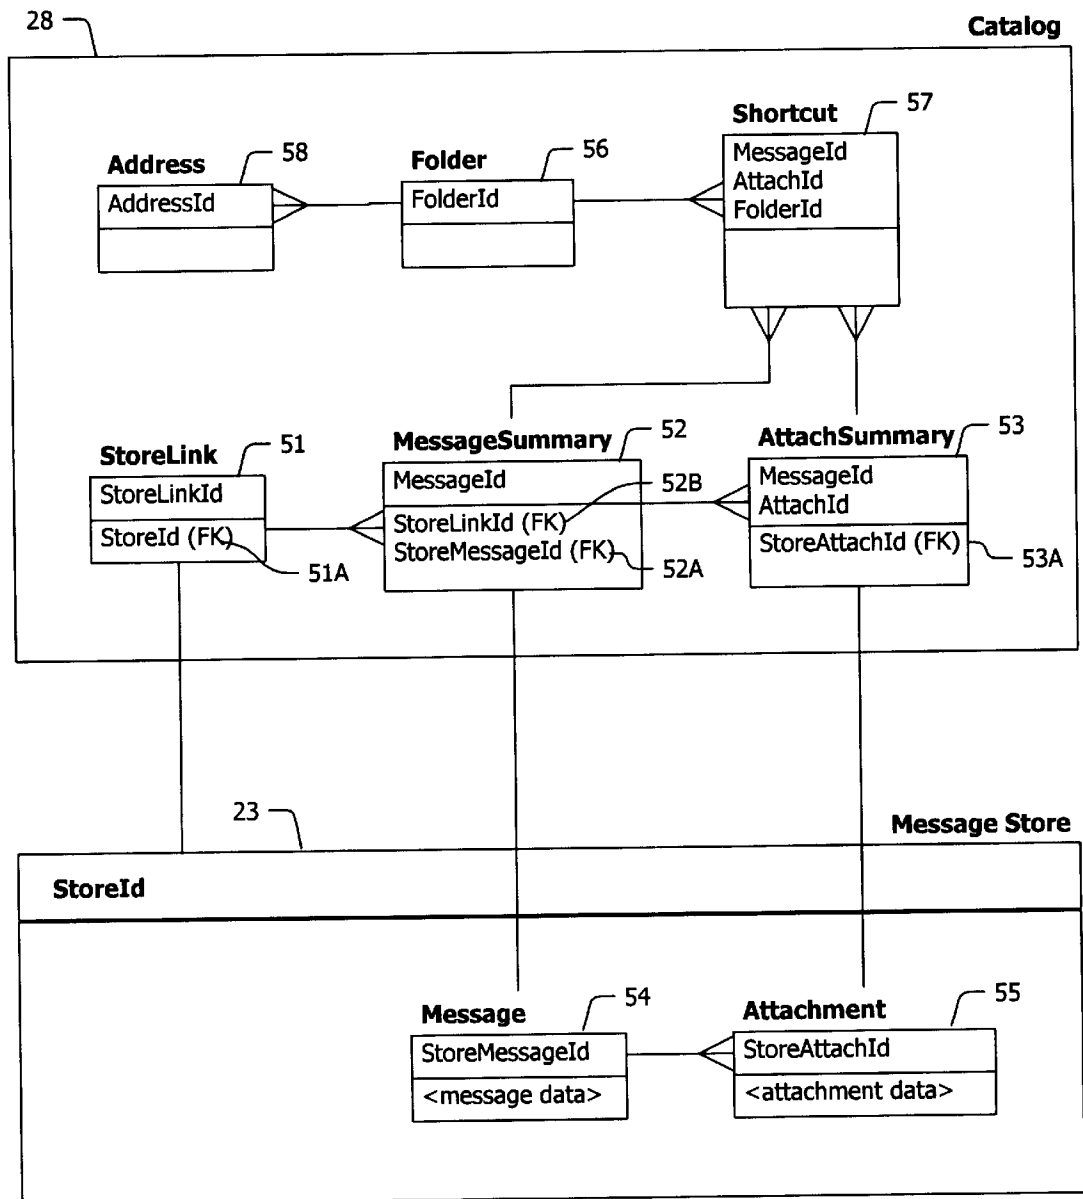 28
Catalog
Shortcut
57
MessageId
AttachId
FolderId
Address
58
AddressId
Folder
56
FolderId
StoreLink
51
StoreLinkId
StoreId (FK)
51A
MessageSummary
52
MessageId
52B
StoreLinkId (FK)
StoreMessageId (FK)
52A
AttachSummary
53
MessageId
AttachId
StoreAttachId (FK)
53A
23
Message Store
StoreId
Message
54
StoreMessageId
<message data>
Attachment
55
StoreAttachId
<attachment data>